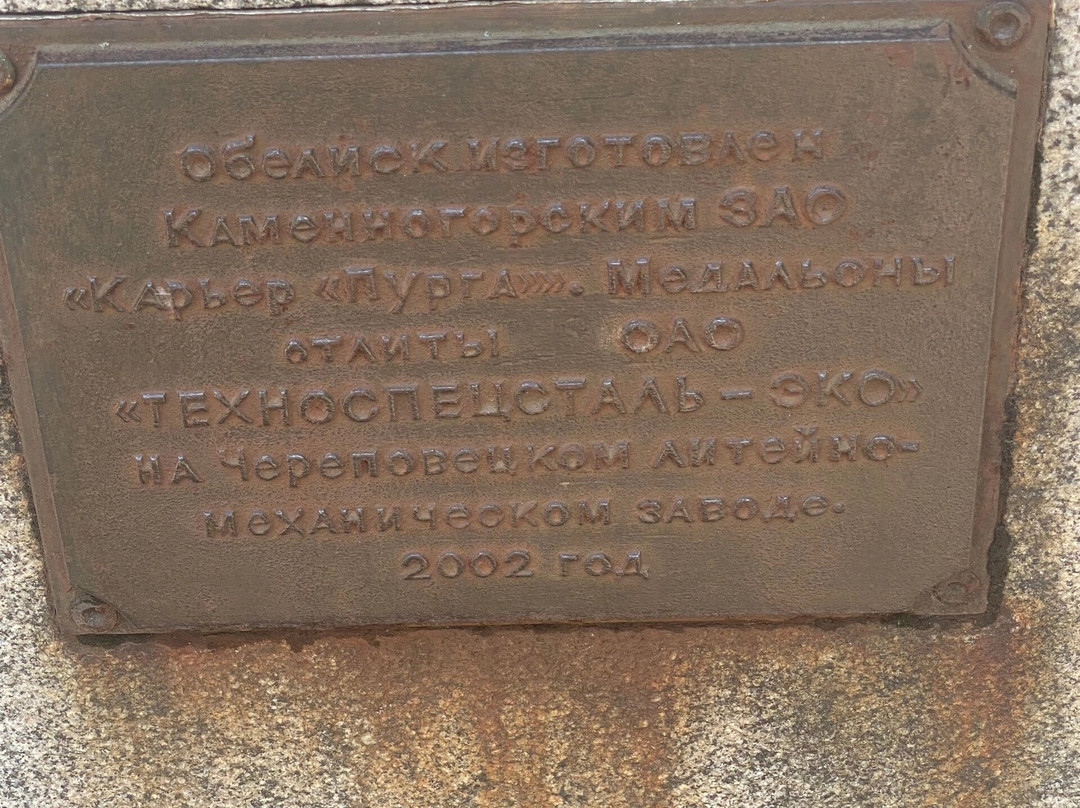 Обелиск изготовлен
Каменногорским ЗАО
«Карьер «Пурга»». Медальоны
отлиты ОАО
«ТЕХНОСПЕЦСТАЛЬ – ЭКО»
на Череповецком литейно-
механическом заводе.
2002 год